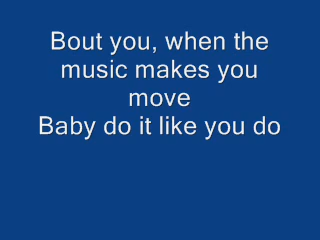 Bout you, when the
music makes you
move
Baby do it like you do